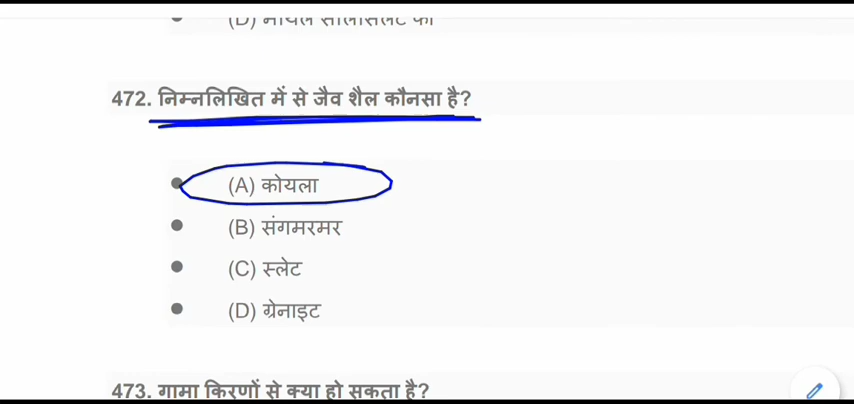 (D) मीथेल सीलीसिलेट की
472. निम्नलिखित में से जैव शैल कौनसा है?
(A) कोयला
(B) संगमरमर
(C) स्लेट
(D) ग्रेनाइट
473. गामा किरणों से क्या हो सकता है?